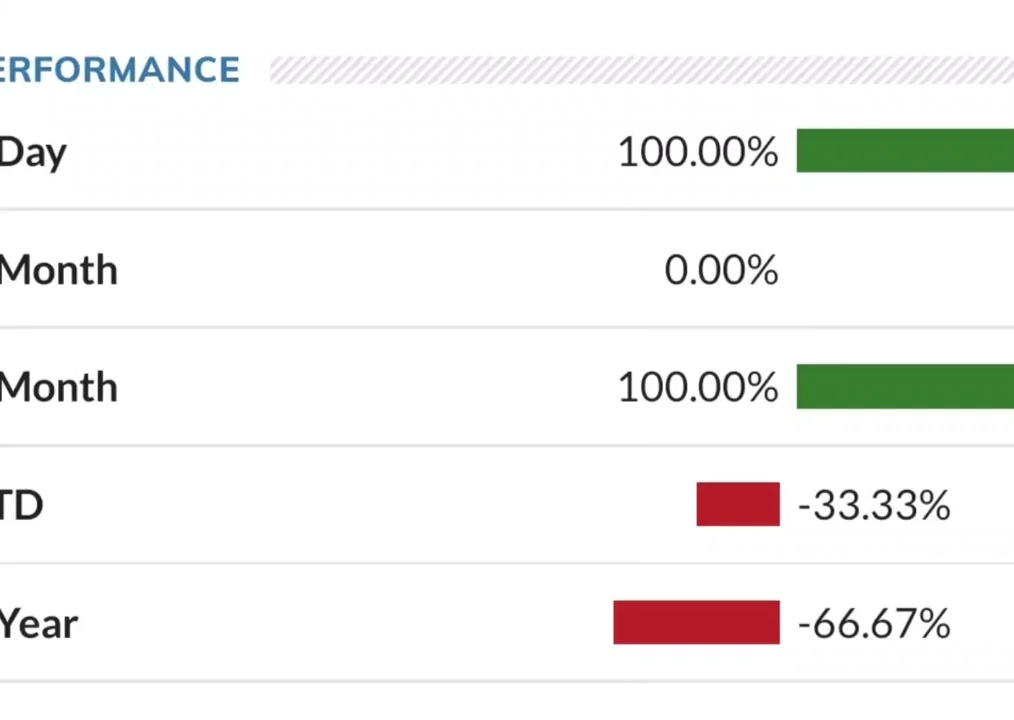 ERFORMANCE
Day 100.00%
Month 0.00%
Month 100.00%
TD -33.33%
Year -66.67%